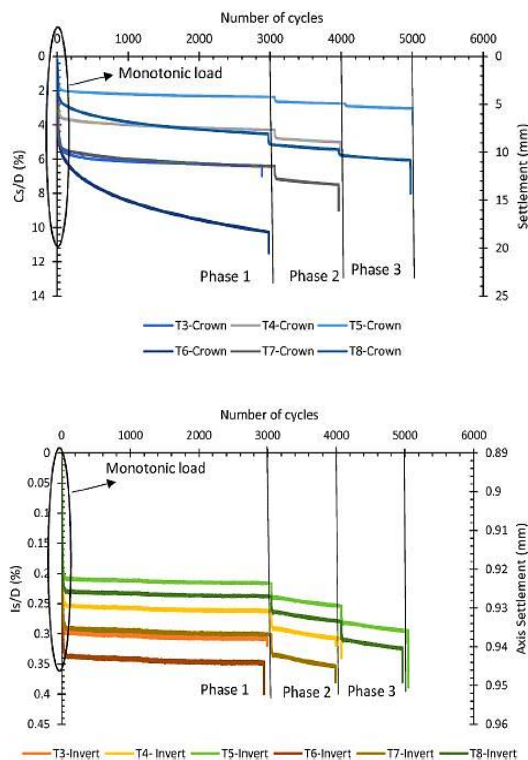 Number of cycles
0 1000 2000 3000 4000 5000 6000
0 2 4 6 8 10 12 14
Cs/D (%)
Monotonic load
0 5 10 15 20 25
Settlement (mm)
Phase 1 Phase 2 Phase 3
T3-Crown T4-Crown T5-Crown
T6-Crown T7-Crown T8-Crown
Number of cycles
0 1000 2000 3000 4000 5000 6000
0 0.05 0.1 0.15 0.2 0.25 0.3 0.35 0.4 0.45
Is/D (%)
Monotonic load
0.89 0.9 0.91 0.92 0.93 0.94 0.95 0.96
Axis Settlement (mm)
Phase 1 Phase 2 Phase 3
T3-Invert T4- Invert T5-Invert T6-Invert T7-Invert T8-Invert